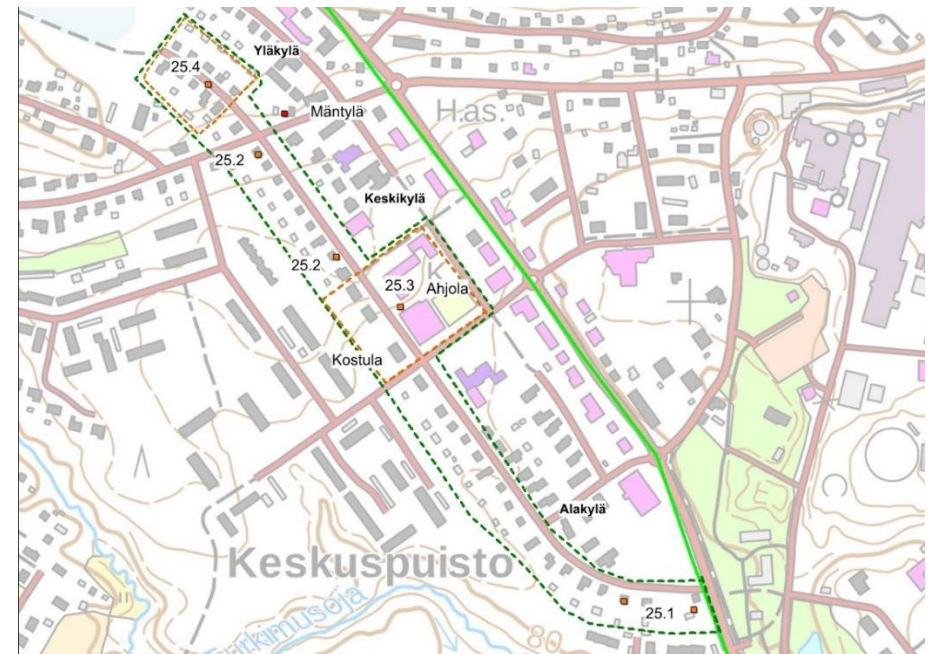 Yläkylä
25.4
Mäntylä
H.as.
25.2
Keskikylä
25.2
25.3
K
Ahjola
Kostula
Alakylä
Keskuspuisto
Turkimusoja
80
25.1